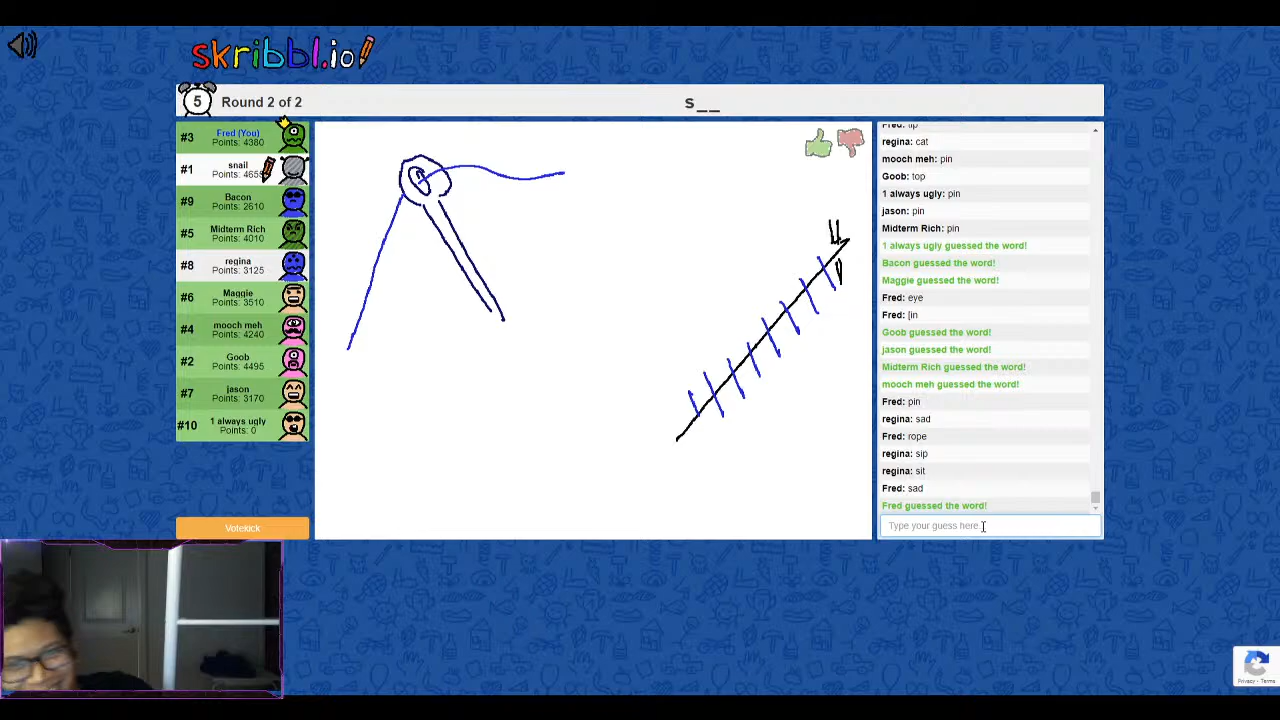 skribbl.io
5
Round 2 of 2
s__
#3
Fred (You)
Points: 4380
#1
snail
Points: 4655
#9
Bacon
Points: 2610
#5
Midterm Rich
Points: 4010
#8
regina
Points: 3125
#6
Maggie
Points: 3510
#4
mooch meh
Points: 4240
#2
Goob
Points: 4495
#7
jason
Points: 3170
#10
1 always ugly
Points: 0
Votekick
Fred: tip
regina: cat
mooch meh: pin
Goob: top
1 always ugly: pin
jason: pin
Midterm Rich: pin
1 always ugly guessed the word!
Bacon guessed the word!
Maggie guessed the word!
Fred: eye
Fred: [in
Goob guessed the word!
jason guessed the word!
Midterm Rich guessed the word!
mooch meh guessed the word!
Fred: pin
regina: sad
Fred: rope
regina: sip
regina: sit
Fred: sad
Fred guessed the word!
Type your guess here...
Privacy - Terms